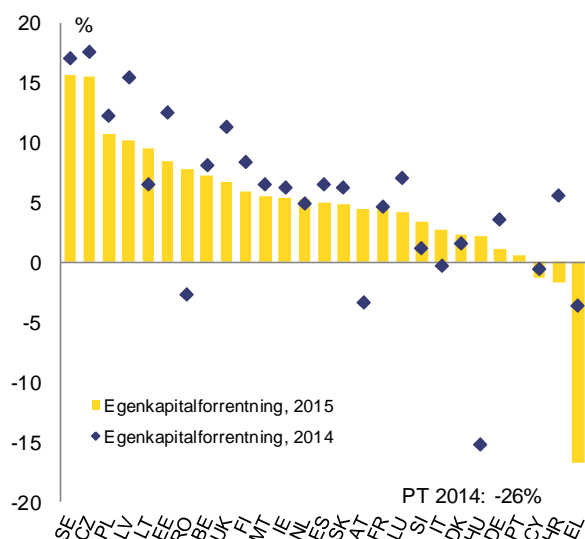 %
20
15
10
5
0
-5
-10
-15
-20
Egenkapitalforrentning, 2015
Egenkapitalforrentning, 2014
PT 2014: -26%
SE
CZ
PL
LV
LT
EE
RO
BE
UK
FI
MT
IE
NL
ES
SK
AT
FR
LU
SI
IT
DK
HU
DE
PT
CY
HR
EL